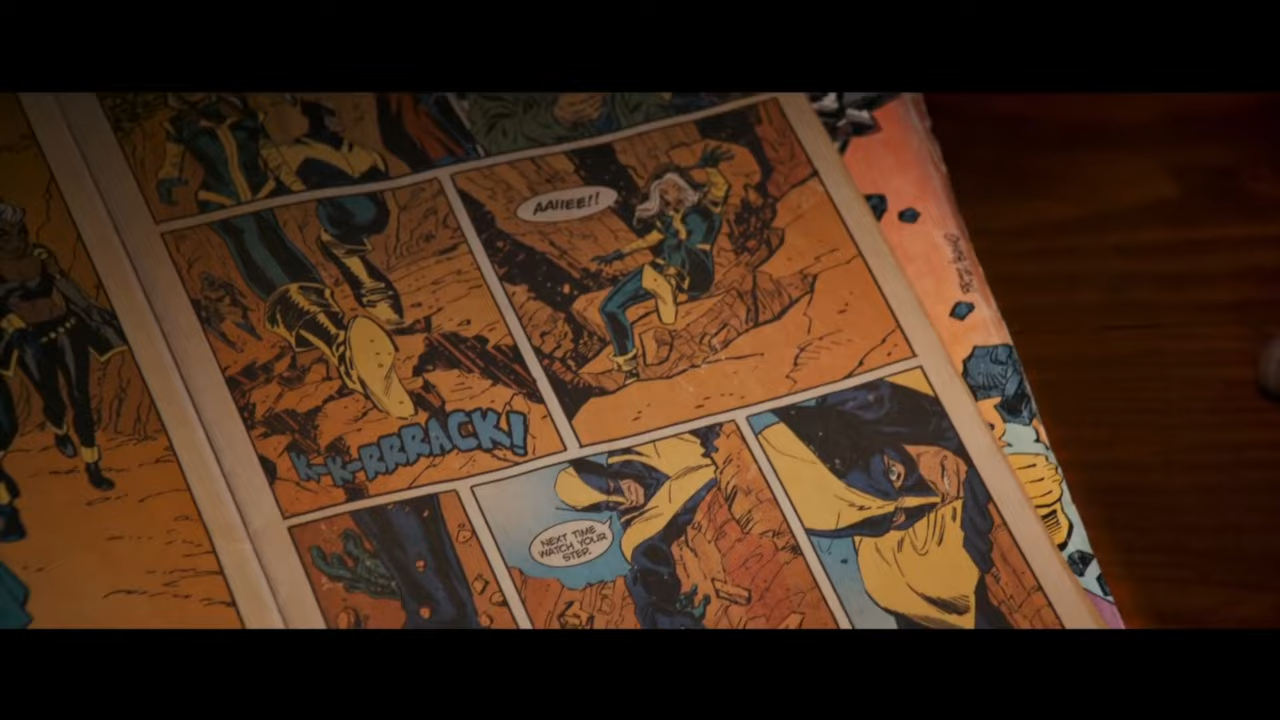 AAIIEE!!
K-K-RRRACK!
NEXT TIME
WATCH YOUR
STEP.